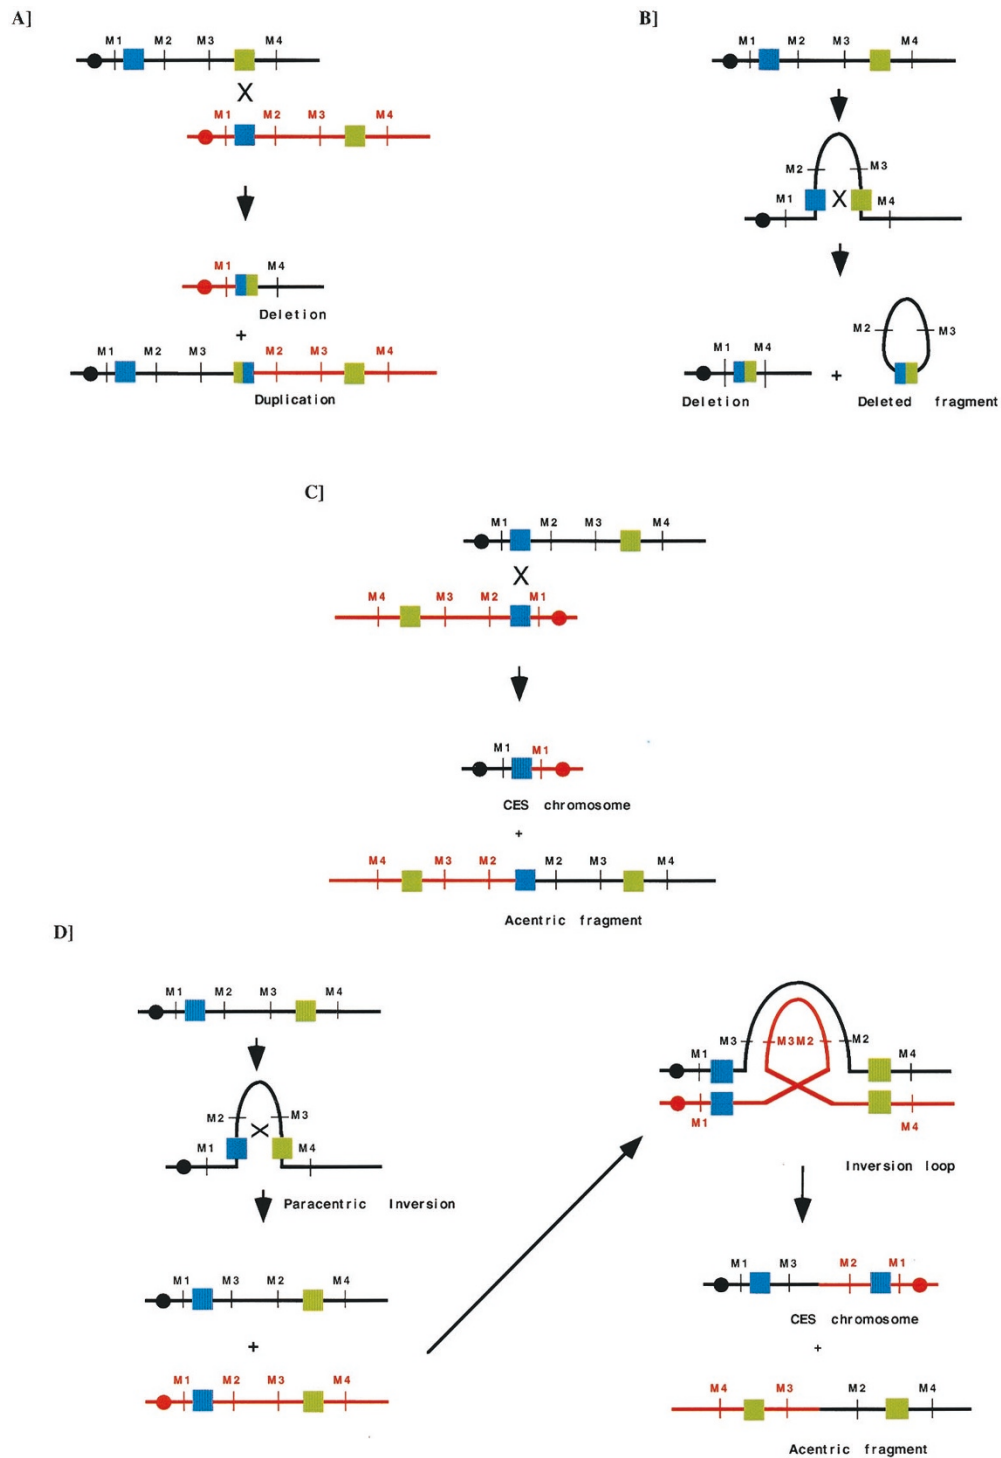 A]
M1 M2 M3 M4
X
M1 M2 M3 M4
M1 M4
Deletion
+
M1 M2 M3 M2 M3 M4
Duplication
B]
M1 M2 M3 M4
M2 M3
M1 X M4
M2 M3
M1 M4
+
Deletion Deleted fragment
C]
M1 M2 M3 M4
X
M4 M3 M2 M1
M1 M1
CES chromosome
+
M4 M3 M2 M2 M3 M4
Acentric fragment
D]
M1 M2 M3 M4
M2 M3
X
M1 M4
Paracentric Inversion
M1 M3 M2 M4
+
M1 M2 M3 M4
M3 M3 M2 M2
M1 M4
M1 M4
Inversion loop
M1 M3 M2 M1
CES chromosome
+
M4 M3 M2 M4
Acentric fragment